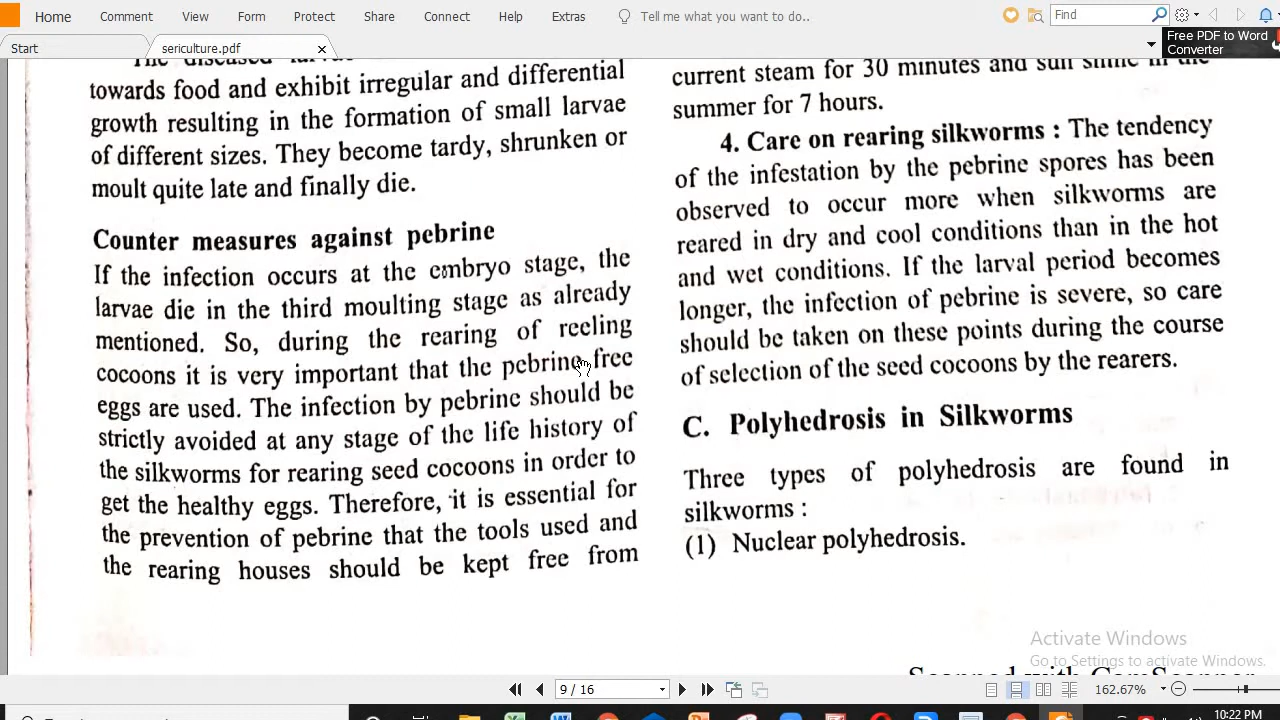 Home Comment View Form Protect Share Connect Help Extras Tell me what you want to do.. Find
Start sericulture.pdf Free PDF to Word
Converter
The diseased
towards food and exhibit irregular and differential
growth resulting in the formation of small larvae
of different sizes. They become tardy, shrunken or
moult quite late and finally die.
Counter measures against pebrine
If the infection occurs at the embryo stage, the
larvae die in the third moulting stage as already
mentioned. So, during the rearing of reeling
cocoons it is very important that the pebrine free
eggs are used. The infection by pebrine should be
strictly avoided at any stage of the life history of
the silkworms for rearing seed cocoons in order to
get the healthy eggs. Therefore, it is essential for
the prevention of pebrine that the tools used and
the rearing houses should be kept free from
current steam for 30 minutes and sun shine in the
summer for 7 hours.
4. Care on rearing silkworms : The tendency
of the infestation by the pebrine spores has been
observed to occur more when silkworms are
reared in dry and cool conditions than in the hot
and wet conditions. If the larval period becomes
longer, the infection of pebrine is severe, so care
should be taken on these points during the course
of selection of the seed cocoons by the rearers.
C. Polyhedrosis in Silkworms
Three types of polyhedrosis are found in
silkworms :
(1) Nuclear polyhedrosis.
Activate Windows
Go to Settings to activate Windows.
Scanned with CamScanner
9 / 16
162.67%
10:22 PM